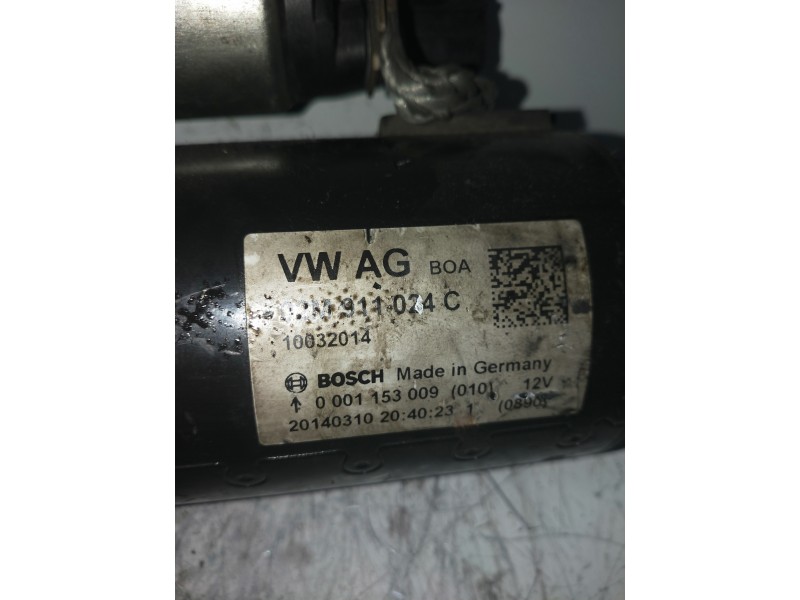 VW AG BOA
911 024 C
10032014
BOSCH Made in Germany
0 001 153 009 (010) 12V
20140310 20:40:23 1 (0890)